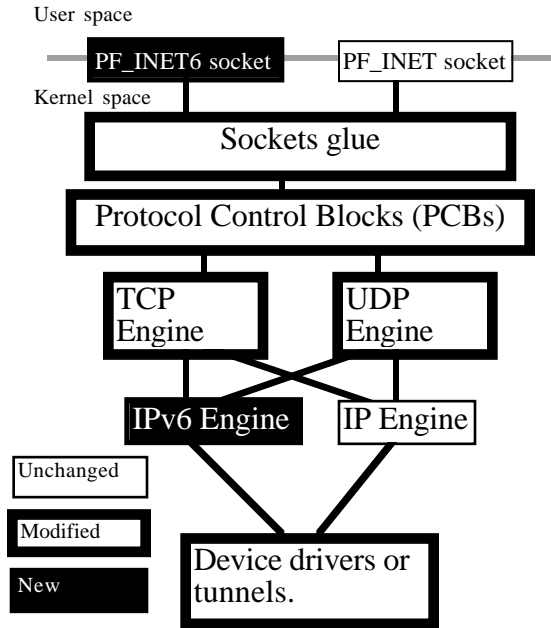 User space
PF_INET6 socket
PF_INET socket
Kernel space
Sockets glue
Protocol Control Blocks (PCBs)
TCP
Engine
UDP
Engine
IPv6 Engine
IP Engine
Unchanged
Modified
New
Device drivers or
tunnels.